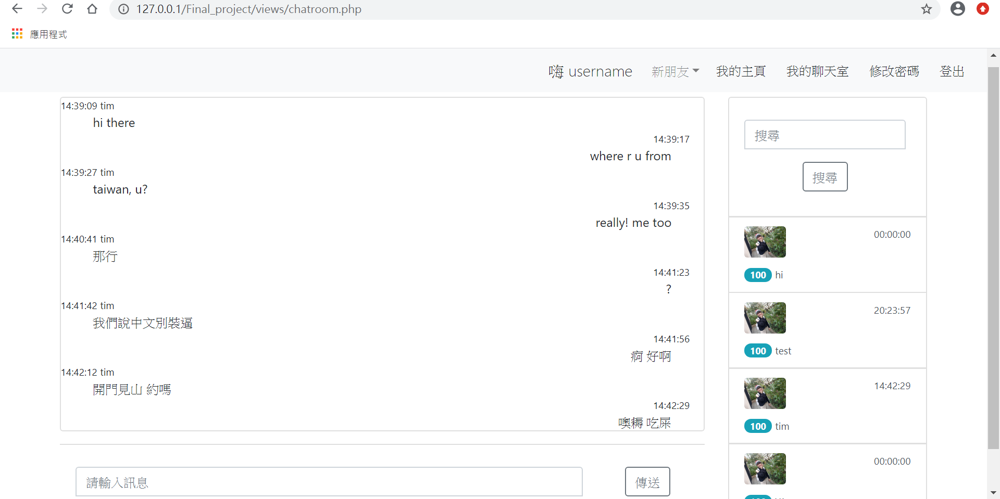 127.0.0.1/Final_project/views/chatroom.php
應用程式
嗨 username 新朋友 我的主頁 我的聊天室 修改密碼 登出
14:39:09 tim
hi there
14:39:17
where r u from
14:39:27 tim
taiwan, u?
14:39:35
really! me too
14:40:41 tim
那行
14:41:23
?
14:41:42 tim
我們說中文別裝逼
14:41:56
痾 好啊
14:42:12 tim
開門見山 約嗎
14:42:29
噢耨 吃屎
請輸入訊息
傳送
搜尋
搜尋
00:00:00
100 hi
20:23:57
100 test
14:42:29
100 tim
00:00:00